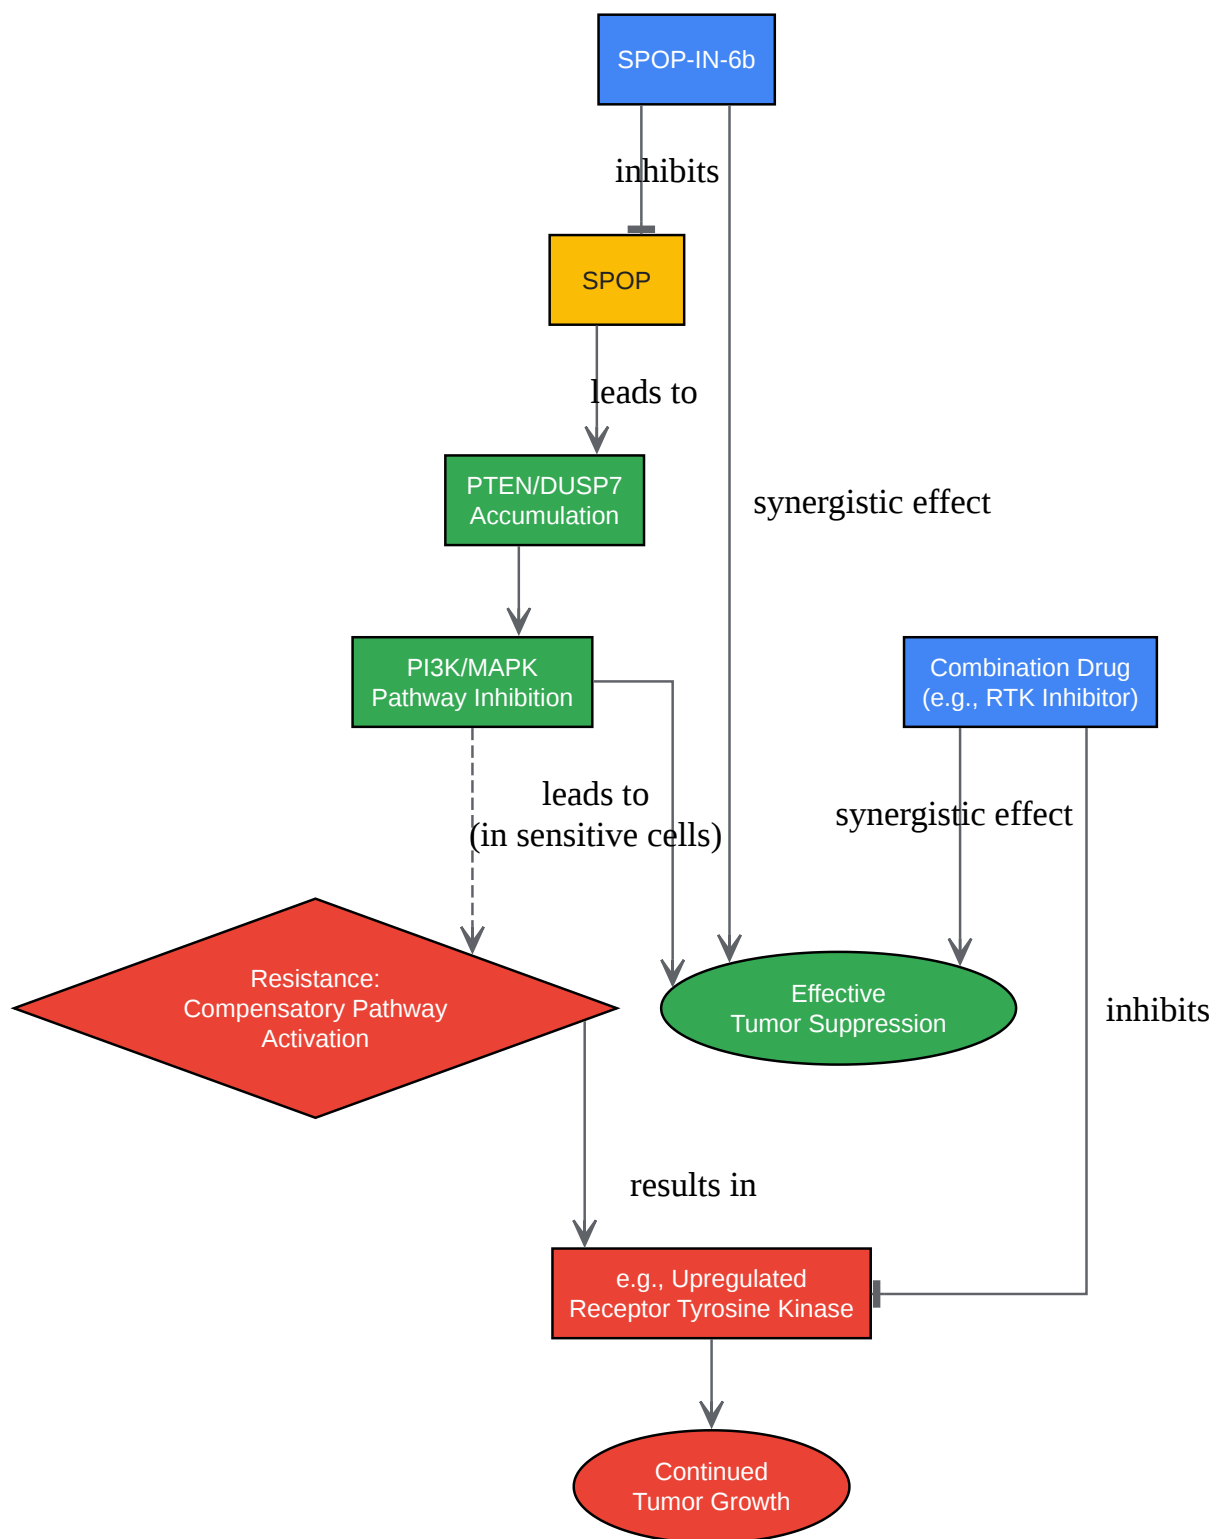 SPOP-IN-6b
inhibits
SPOP
leads to
PTEN/DUSP7
Accumulation
synergistic effect
PI3K/MAPK
Pathway Inhibition
Combination Drug
(e.g., RTK Inhibitor)
leads to
(in sensitive cells)
synergistic effect
Resistance:
Compensatory Pathway
Activation
Effective
Tumor Suppression
inhibits
results in
e.g., Upregulated
Receptor Tyrosine Kinase
Continued
Tumor Growth